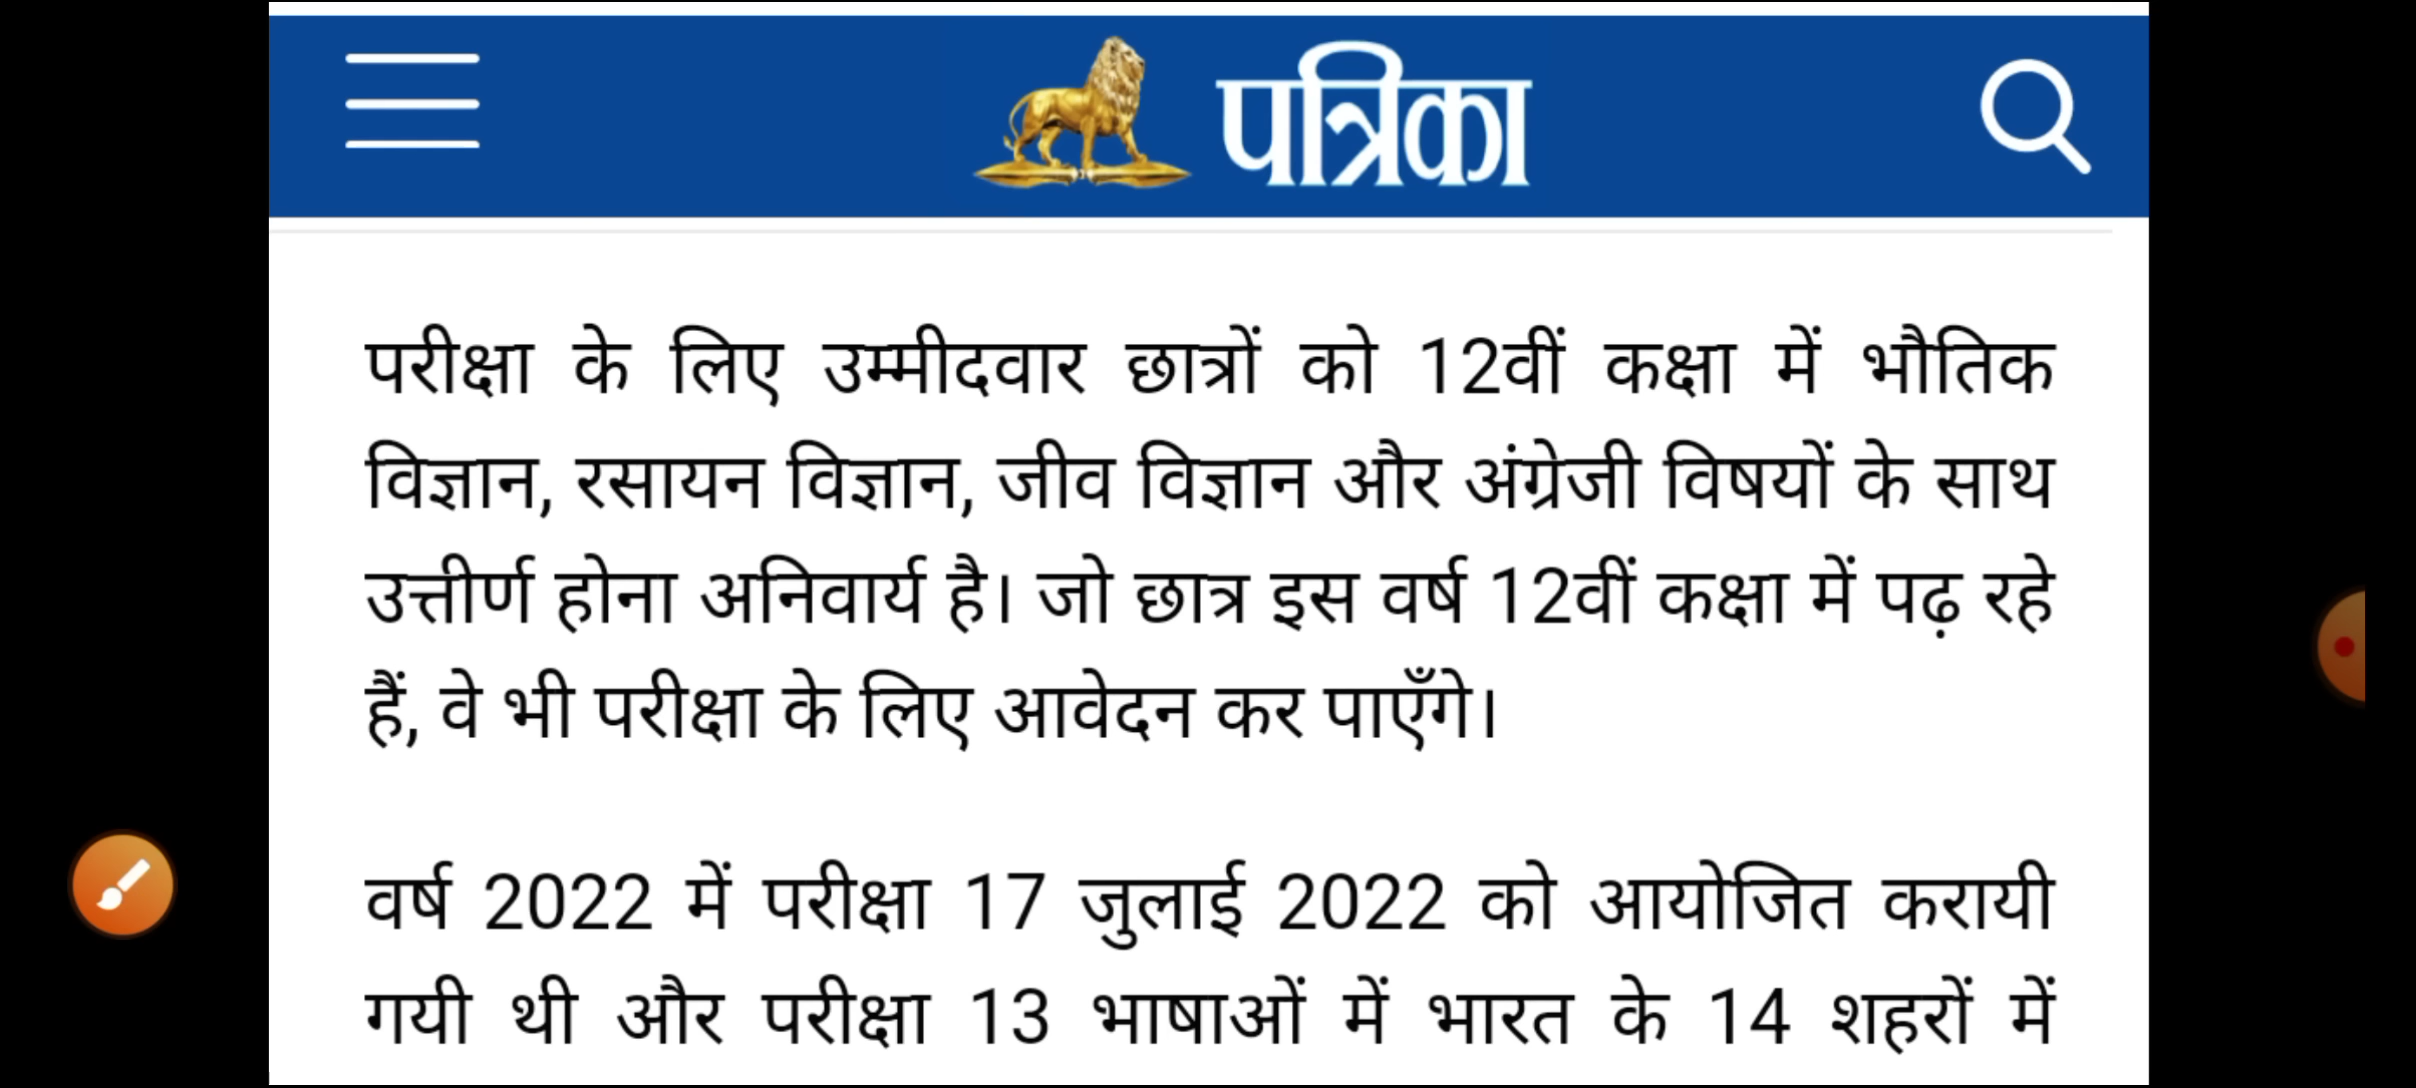 पत्रिका
परीक्षा के लिए उम्मीदवार छात्रों को 12वीं कक्षा में भौतिक
विज्ञान, रसायन विज्ञान, जीव विज्ञान और अंग्रेजी विषयों के साथ
उत्तीर्ण होना अनिवार्य है। जो छात्र इस वर्ष 12वीं कक्षा में पढ़ रहे
हैं, वे भी परीक्षा के लिए आवेदन कर पाएँगे।
वर्ष 2022 में परीक्षा 17 जुलाई 2022 को आयोजित करायी
गयी थी और परीक्षा 13 भाषाओं में भारत के 14 शहरों में